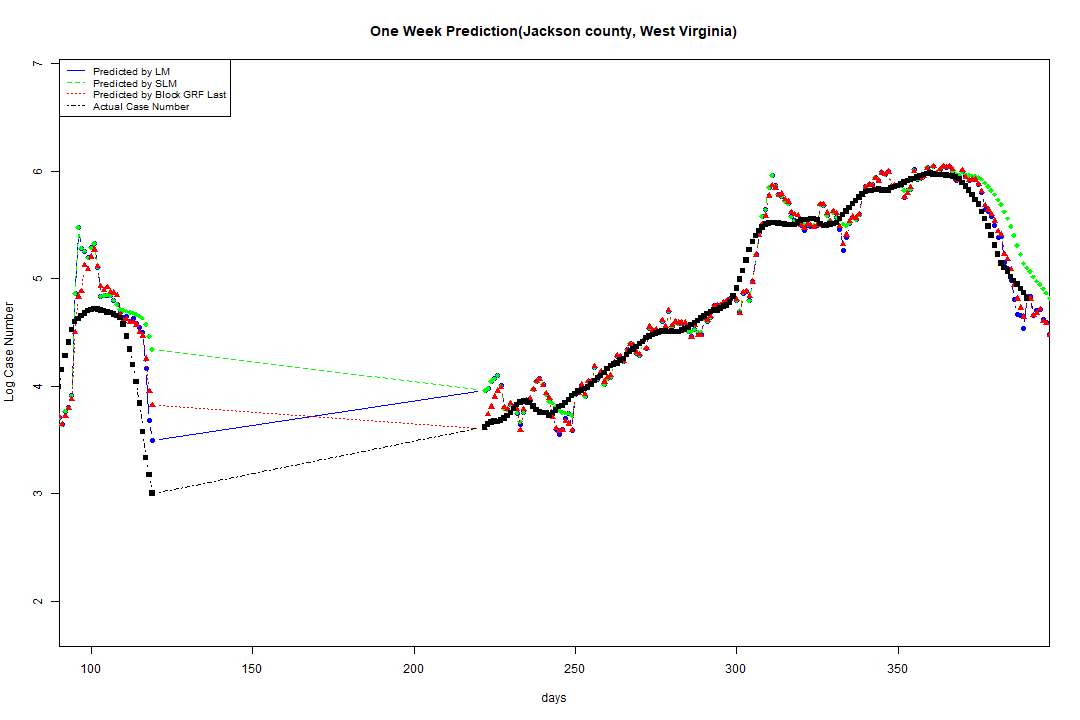 One Week Prediction(Jackson county, West Virginia)
Predicted by LM
Predicted by SLM
Predicted by Block GRF Last
Actual Case Number
7
6
5
4
3
2
Log Case Number
100 150 200 250 300 350
days